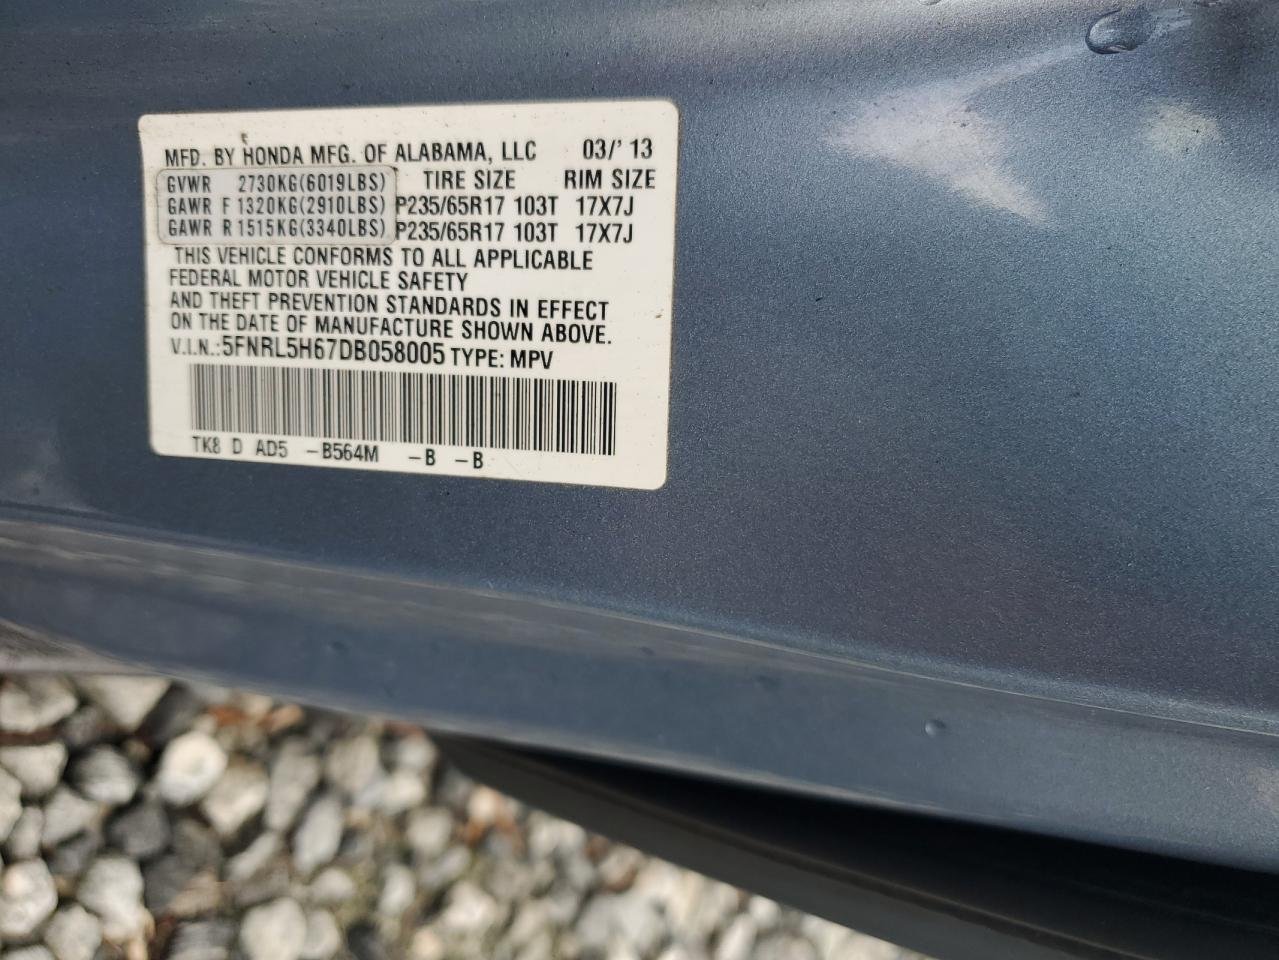 MFD. BY HONDA MFG. OF ALABAMA, LLC 03/'13
GVWR 2730KG(6019LBS) TIRE SIZE RIM SIZE
GAWR F 1320KG(2910LBS) P235/65R17 103T 17X7J
GAWR R 1515KG(3340LBS) P235/65R17 103T 17X7J
THIS VEHICLE CONFORMS TO ALL APPLICABLE
FEDERAL MOTOR VEHICLE SAFETY
AND THEFT PREVENTION STANDARDS IN EFFECT
ON THE DATE OF MANUFACTURE SHOWN ABOVE.
V.I.N.:5FNRL5H67DB058005 TYPE: MPV
TK8 D AD5 -B564M -B -B